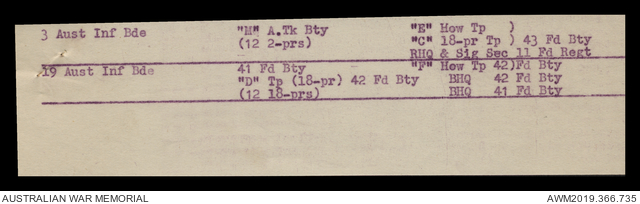 3 Aust Inf Bde "M" A.Tk Bty "E" How Tp )
(12 2-prs) "C" 18-pr Tp ) 43 Fd Bty
RHQ & Sig Sec 11 Fd Regt
19 Aust Inf Bde 41 Fd Bty "F" How Tp 42)Fd Bty
"D" Tp (18-pr) 42 Fd Bty BHQ 42 Fd Bty
(12 18-prs) BHQ 41 Fd Bty
AUSTRALIAN WAR MEMORIAL AWM2019.366.735